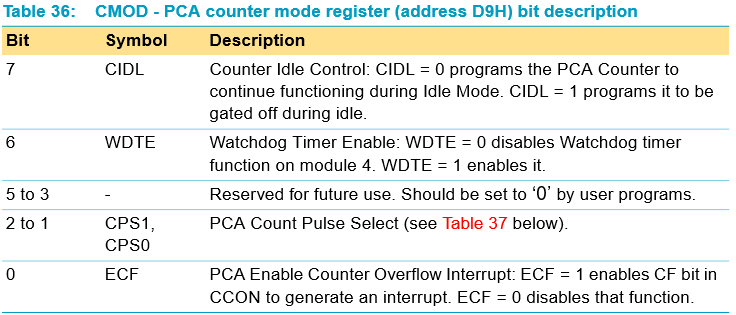 Table 36: CMOD - PCA counter mode register (address D9H) bit description
Bit Symbol Description
7 CIDL Counter Idle Control: CIDL = 0 programs the PCA Counter to
continue functioning during Idle Mode. CIDL = 1 programs it to be
gated off during idle.
6 WDTE Watchdog Timer Enable: WDTE = 0 disables Watchdog timer
function on module 4. WDTE = 1 enables it.
5 to 3 - Reserved for future use. Should be set to ‘0’ by user programs.
2 to 1 CPS1, PCA Count Pulse Select (see Table 37 below).
CPS0
0 ECF PCA Enable Counter Overflow Interrupt: ECF = 1 enables CF bit in
CCON to generate an interrupt. ECF = 0 disables that function.